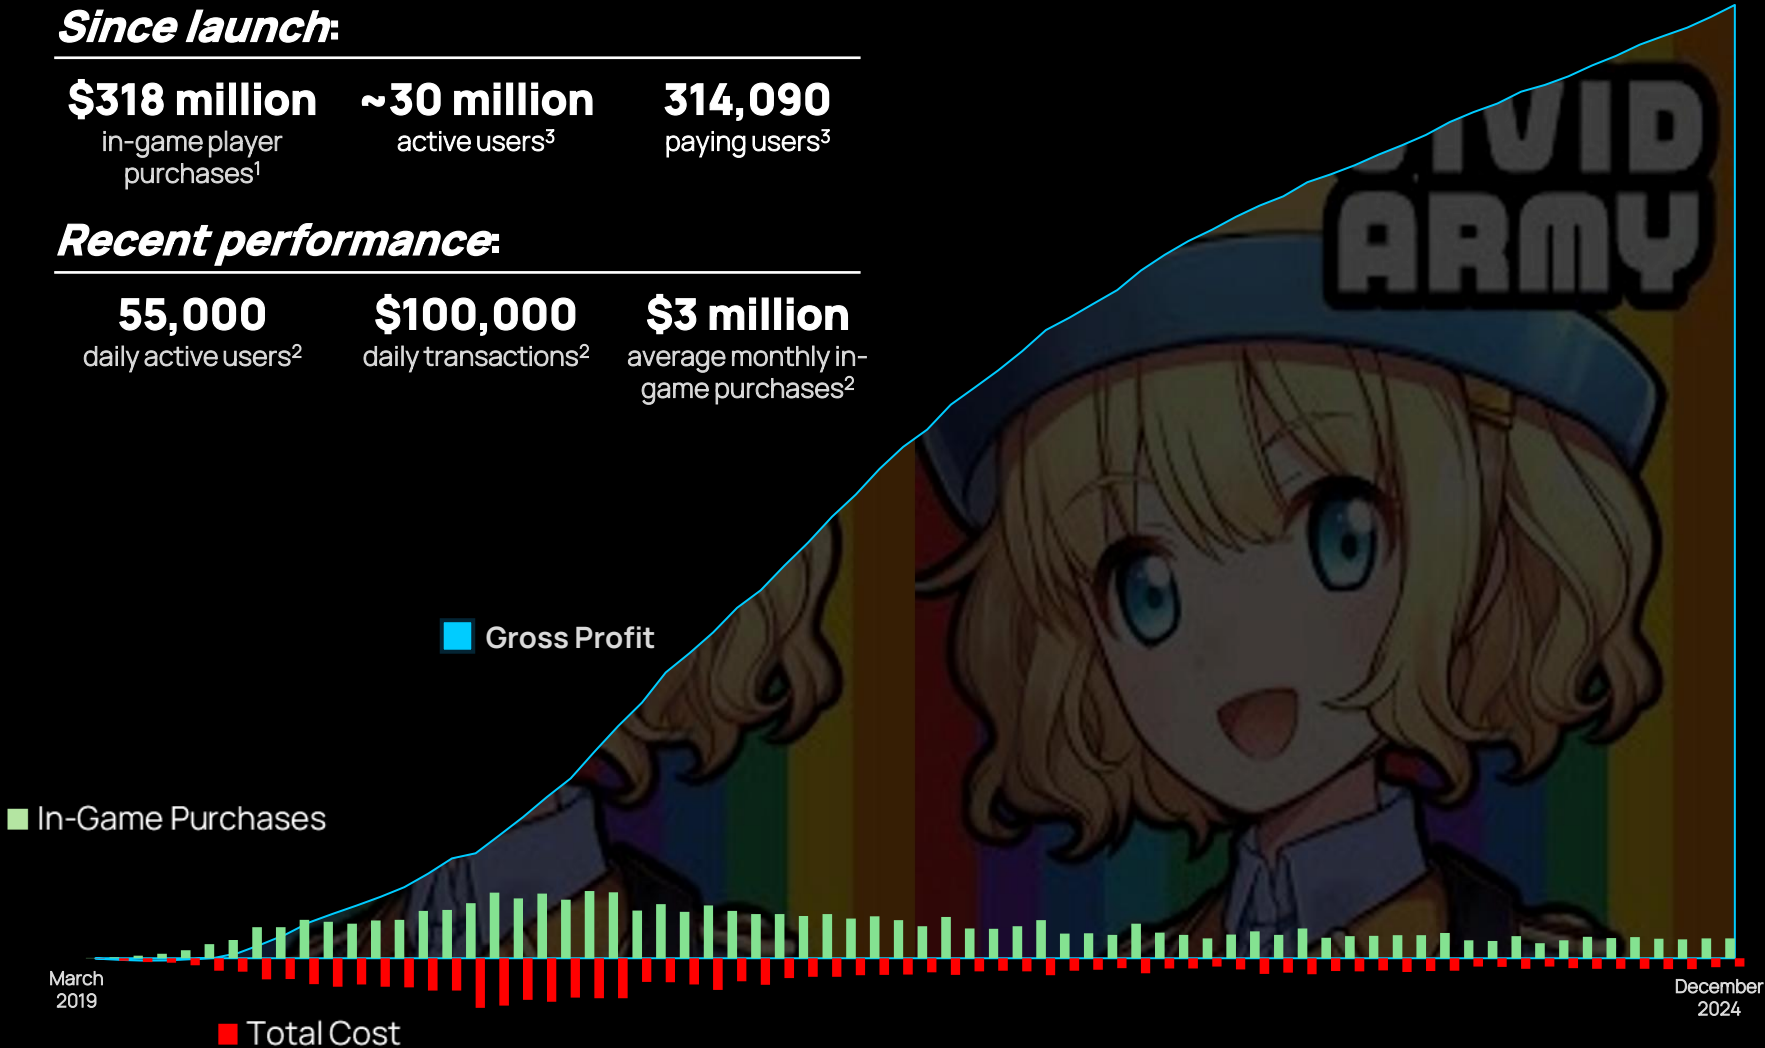 Since launch:
$318 million
in-game player
purchases¹
~30 million
active users³
314,090
paying users³
Recent performance:
55,000
daily active users²
$100,000
daily transactions²
$3 million
average monthly in-
game purchases²
VIVID
ARMY
Gross Profit
In-Game Purchases
March
2019
December
2024
Total Cost